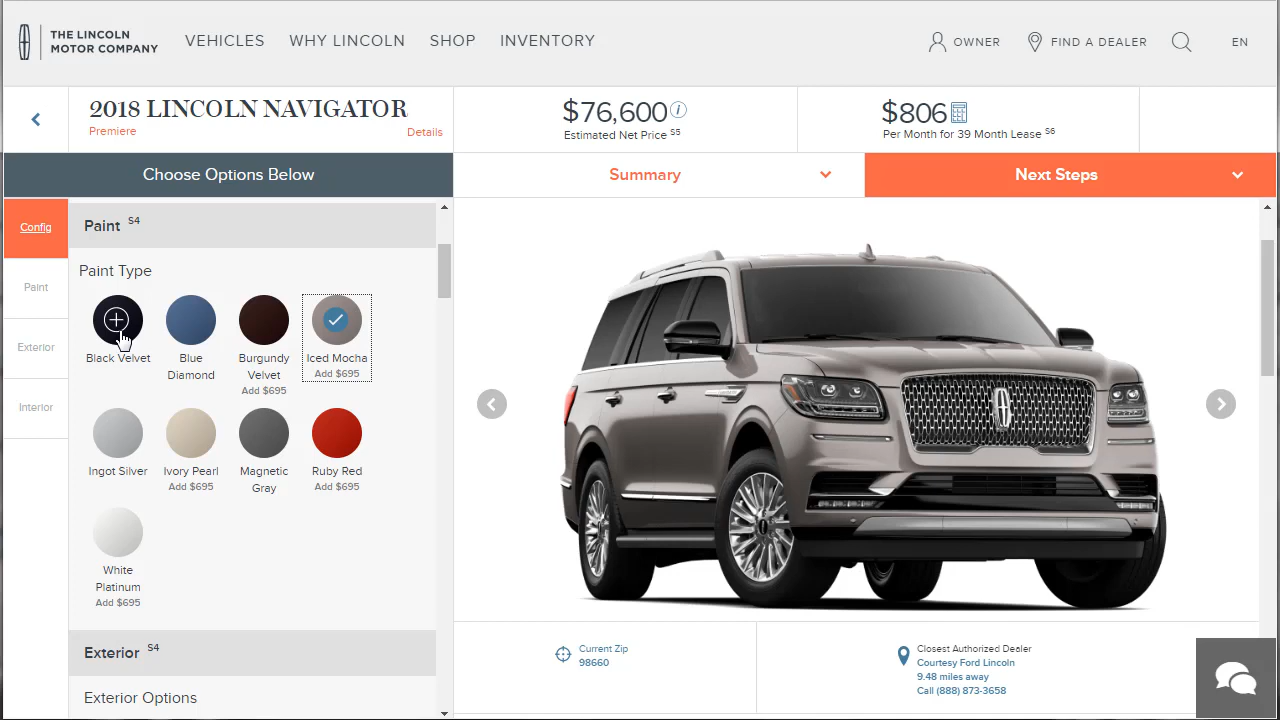 THE LINCOLN
MOTOR COMPANY
VEHICLES
WHY LINCOLN
SHOP
INVENTORY
OWNER
FIND A DEALER
EN
2018 LINCOLN NAVIGATOR
Premiere
Details
$76,600
Estimated Net Price S5
$806
Per Month for 39 Month Lease S6
Choose Options Below
Summary
Next Steps
Config
Paint
Exterior
Interior
Paint S4
Paint Type
Black Velvet
Blue
Diamond
Burgundy
Velvet
Add $695
Iced Mocha
Add $695
Ingot Silver
Ivory Pearl
Add $695
Magnetic
Gray
Ruby Red
Add $695
White
Platinum
Add $695
Exterior S4
Exterior Options
Current Zip
98660
Closest Authorized Dealer
Courtesy Ford Lincoln
9.48 miles away
Call (888) 873-3658